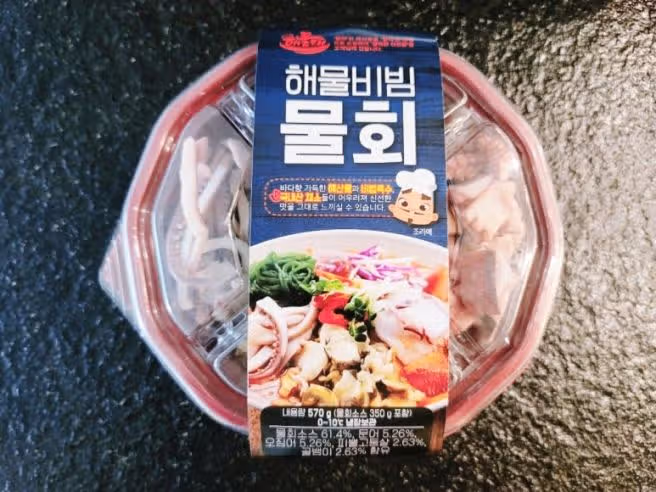 해물비빔
물회
바다향 가득한 해산물과 비법육수,
국내산 채소들이 어우러져 신선한
맛을 그대로 느끼실 수 있습니다.
조리예
내용량 570 g (물회소스 350 g 포함)
0~10℃ 냉장보관
물회소스 61.4%, 문어 5.26%,
오징어 5.26%, 피뿔고둥살 2.63%,
골뱅이 2.63% 함유